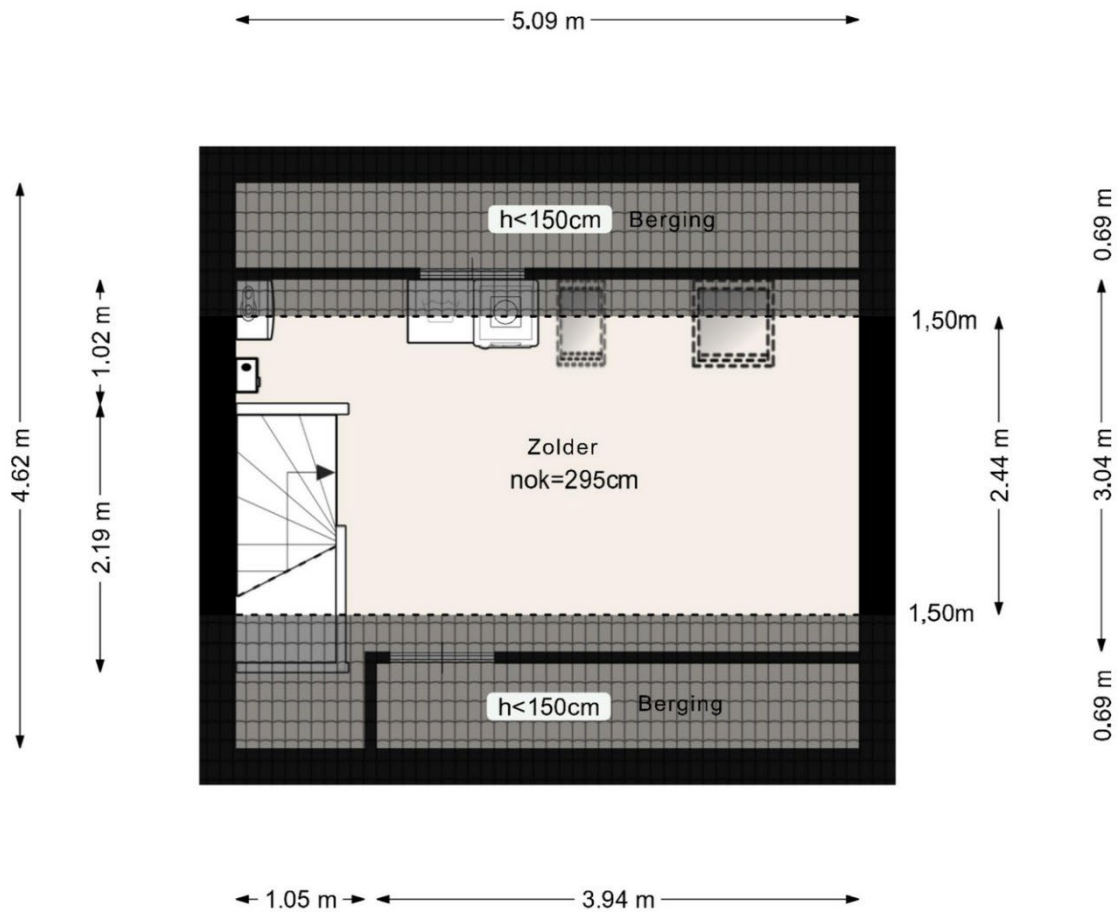 5.09 m
h<150cm Berging
0.69 m
1,50m
1.02 m
Zolder
nok=295cm
4.62 m
2.44 m
3.04 m
2.19 m
1,50m
h<150cm Berging
0.69 m
1.05 m
3.94 m